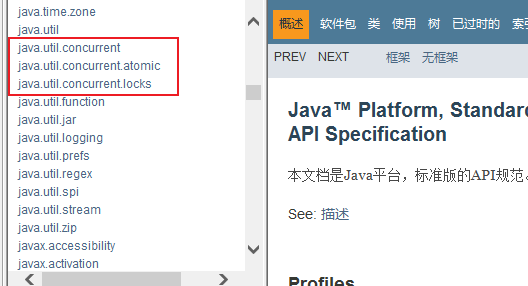 java.time.zone
java.util
java.util.concurrent
java.util.concurrent.atomic
java.util.concurrent.locks
java.util.function
java.util.jar
java.util.logging
java.util.prefs
java.util.regex
java.util.spi
java.util.stream
java.util.zip
javax.accessibility
javax.activation
概述 软件包 类 使用 树 已过时的 索引
PREV NEXT 框架 无框架
Java™ Platform, Standard
API Specification
本文档是Java平台，标准版的API规范。
See: 描述
Profiles